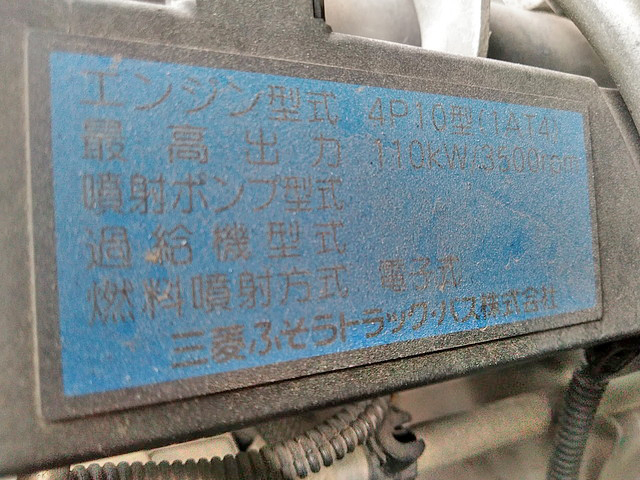 エンジン型式 4P10型(1AT4)
最高出力 110kW/3500rpm
噴射ポンプ型式
過給機型式
燃料噴射方式 電子式
三菱ふそうトラック・バス株式会社